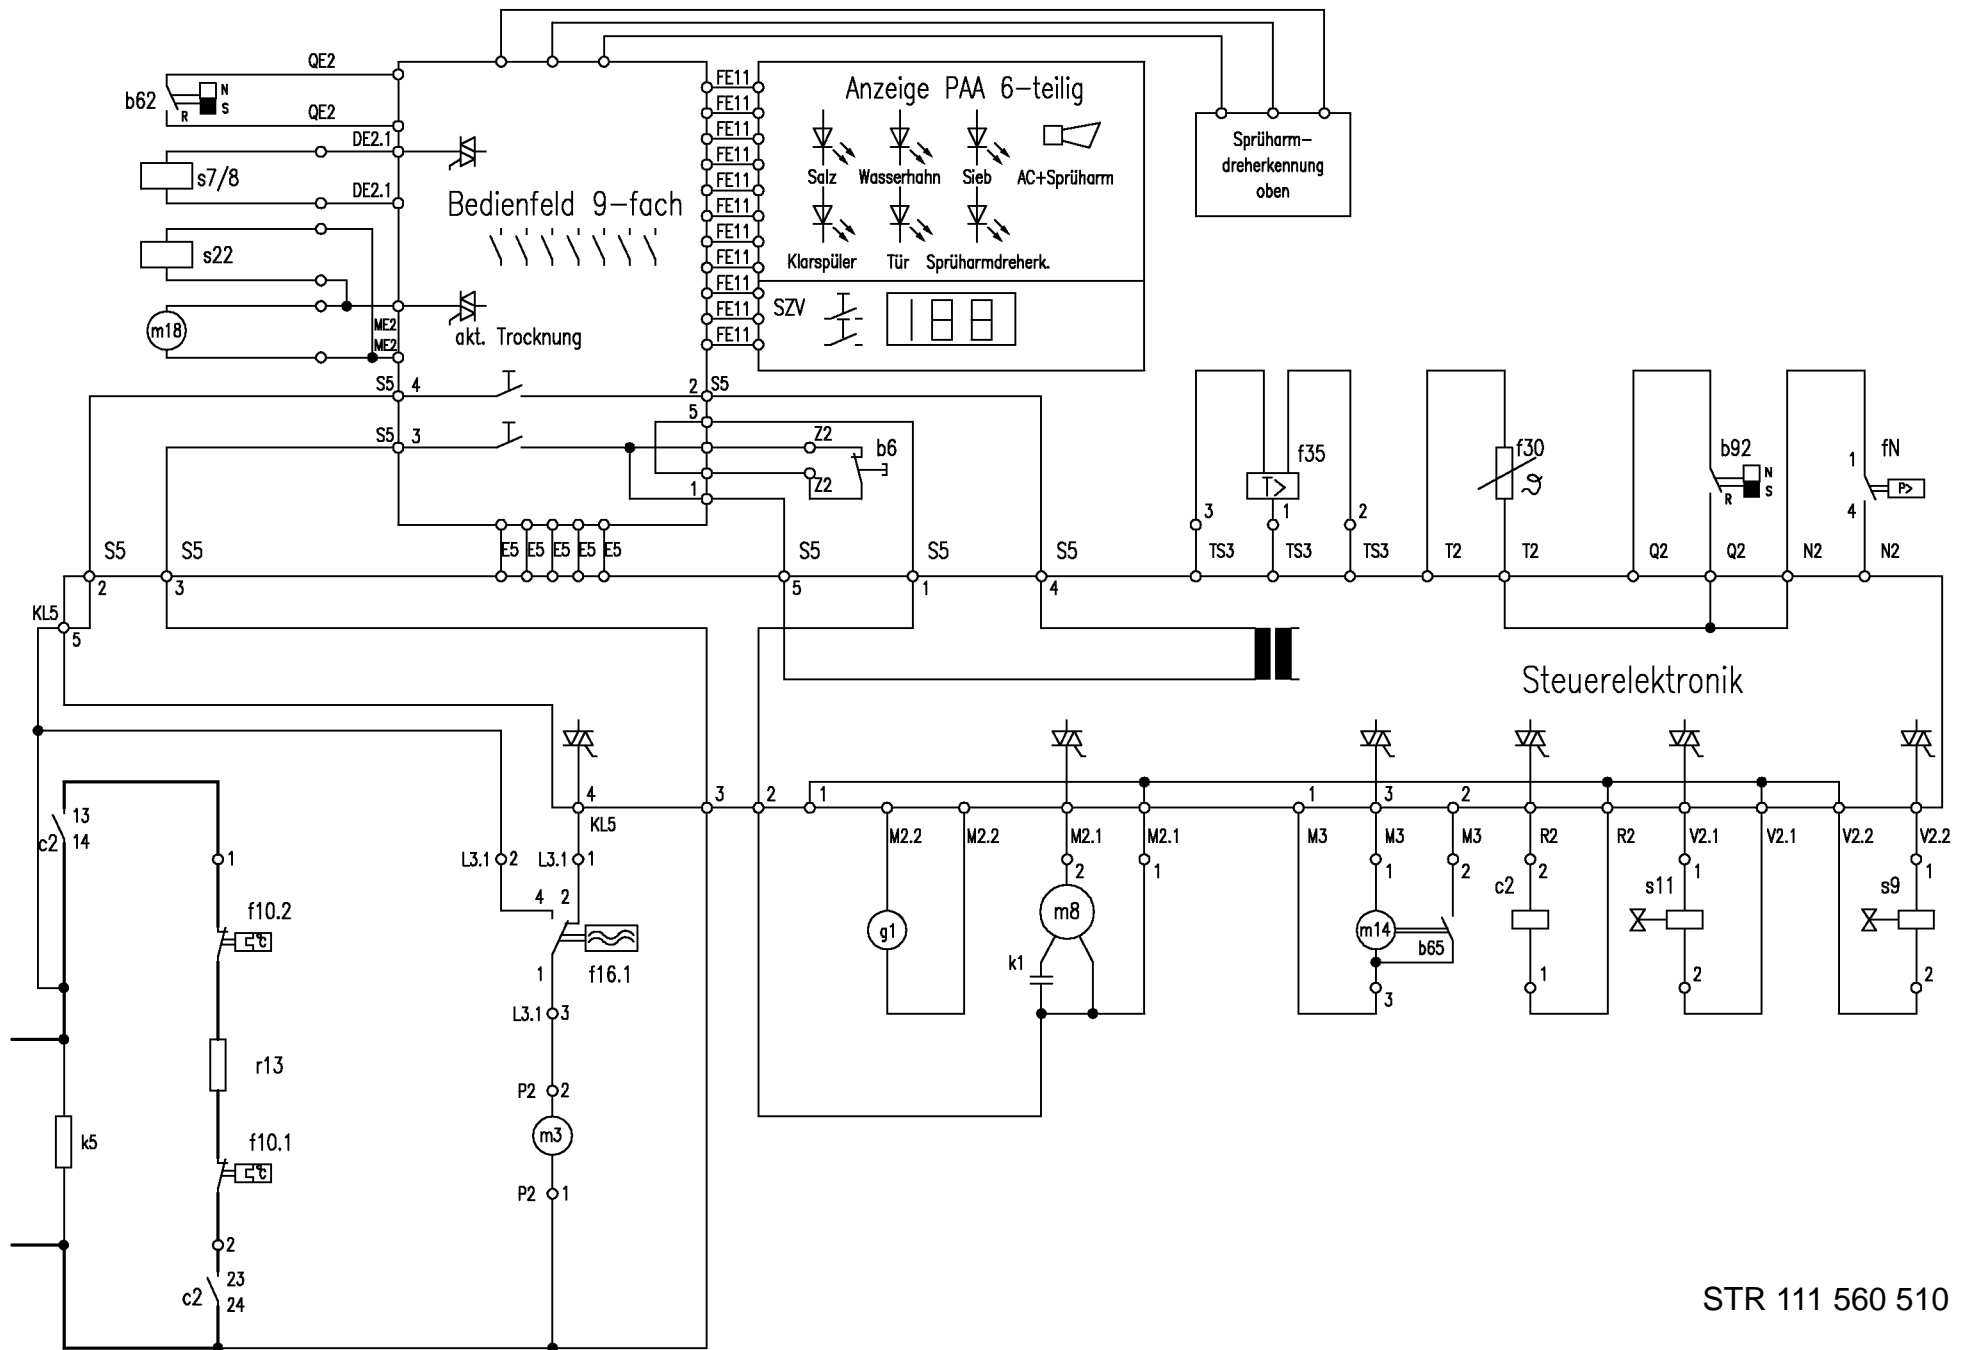 QE2
b62
N
S
R
QE2
DE2.1
s7/8
DE2.1
s22
m18
ME2
ME2
Bedienfeld 9-fach
akt. Trocknung
FE11
FE11
FE11
FE11
FE11
FE11
FE11
FE11
FE11
FE11
FE11
Anzeige PAA 6-teilig
Salz
Wasserhahn
Sieb
AC+Sprüharm
Klarspüler
Tür
Sprüharmdreherk.
SZV
Sprüharm-
dreherkennung
oben
S5 4
2 S5
5
S5 3
Z2
b6
Z2
1
E5 E5 E5 E5 E5
S5
S5
S5
S5
S5
2
3
5
1
4
KL5
5
f35
T>
3
1
2
TS3
TS3
TS3
f30
ϑ
T2
T2
b92
N
S
R
Q2
Q2
fN
1
P>
4
N2
N2
Steuerelektronik
4
KL5
3
2
1
1
3
2
M2.2
M2.2
M2.1
M2.1
M3
M3
M3
R2
R2
V2.1
V2.1
V2.2
V2.2
13
c2 14
1
f10.2
°C
r13
f10.1
°C
k5
2
23
c2
24
L3.1 2
L3.1 1
4 2
1
f16.1
L3.1 3
P2 2
m3
P2 1
g1
2
1
m8
k1
1
2
m14
b65
3
2
c2
1
1
s11
2
1
s9
2
STR 111 560 510